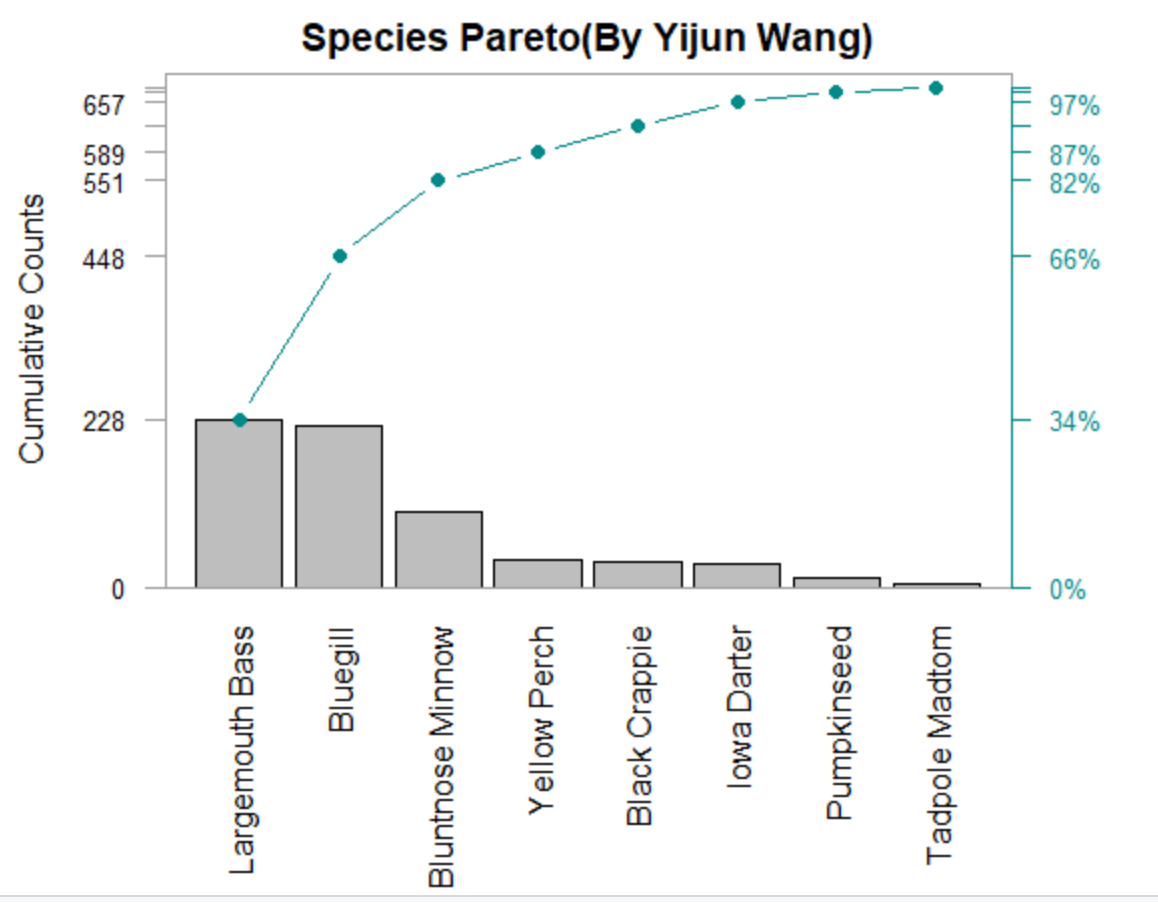 Species Pareto(By Yijun Wang)
Cumulative Counts
657
589
551
448
228
0
97%
87%
82%
66%
34%
0%
Largemouth Bass
Bluegill
Bluntnose Minnow
Yellow Perch
Black Crappie
Iowa Darter
Pumpkinseed
Tadpole Madtom